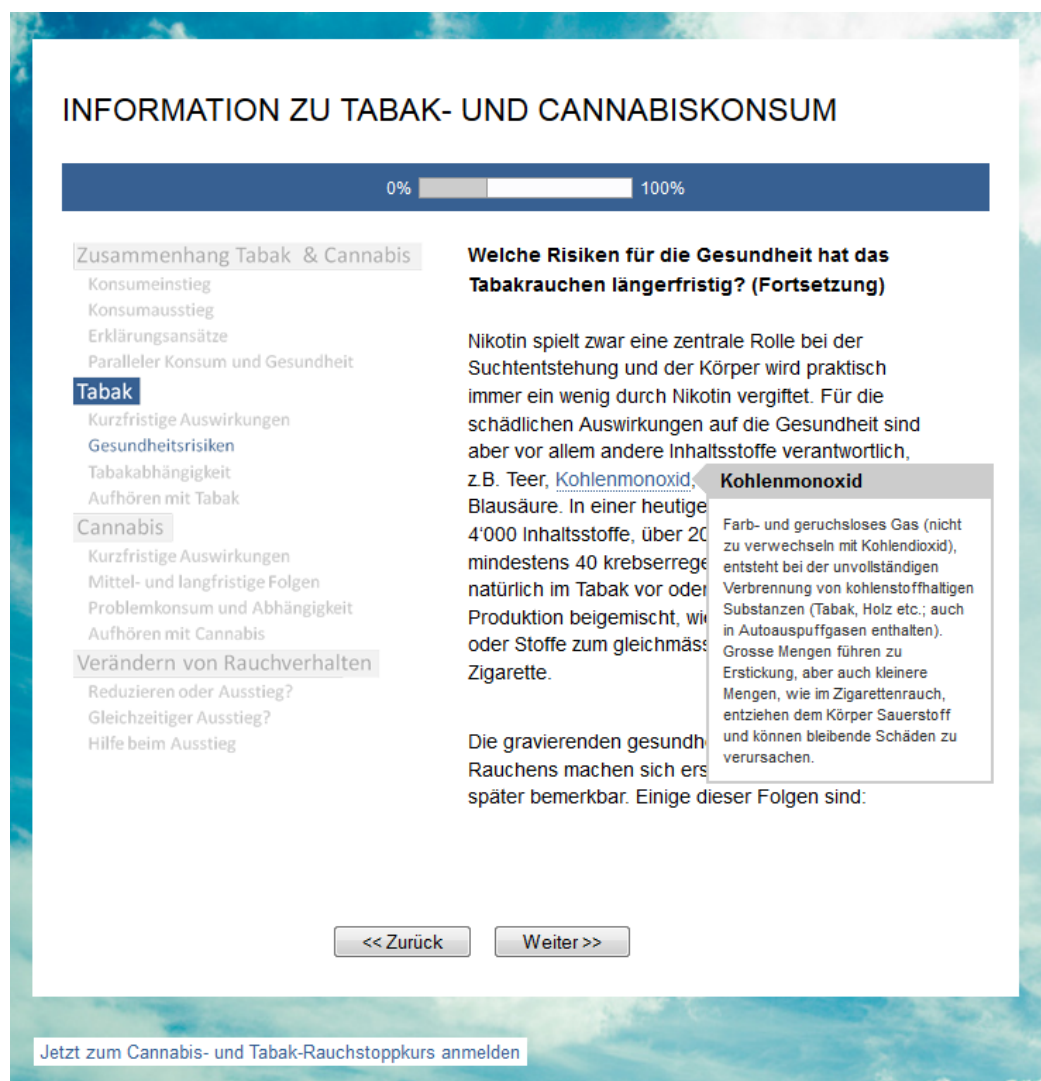 INFORMATION ZU TABAK- UND CANNABISKONSUM
0% 100%
Zusammenhang Tabak & Cannabis
Konsumeinstieg
Konsumausstieg
Erklärungsansätze
Paralleler Konsum und Gesundheit
Tabak
Kurzfristige Auswirkungen
Gesundheitsrisiken
Tabakabhängigkeit
Aufhören mit Tabak
Cannabis
Kurzfristige Auswirkungen
Mittel- und langfristige Folgen
Problemkonsum und Abhängigkeit
Aufhören mit Cannabis
Verändern von Rauchverhalten
Reduzieren oder Ausstieg?
Gleichzeitiger Ausstieg?
Hilfe beim Ausstieg
Welche Risiken für die Gesundheit hat das
Tabakrauchen längerfristig? (Fortsetzung)
Nikotin spielt zwar eine zentrale Rolle bei der
Suchtentstehung und der Körper wird praktisch
immer ein wenig durch Nikotin vergiftet. Für die
schädlichen Auswirkungen auf die Gesundheit sind
aber vor allem andere Inhaltsstoffe verantwortlich,
z.B. Teer, Kohlenmonoxid,
Blausäure. In einer heutige
4'000 Inhaltsstoffe, über 20
mindestens 40 krebserrege
natürlich im Tabak vor oder
Produktion beigemischt, wi
oder Stoffe zum gleichmäss
Zigarette.
Die gravierenden gesundh
Rauchens machen sich ers
später bemerkbar. Einige dieser Folgen sind:
Kohlenmonoxid
Farb- und geruchsloses Gas (nicht
zu verwechseln mit Kohlendioxid),
entsteht bei der unvollständigen
Verbrennung von kohlenstoffhaltigen
Substanzen (Tabak, Holz etc.; auch
in Autoauspuffgasen enthalten).
Grosse Mengen führen zu
Erstickung, aber auch kleinere
Mengen, wie im Zigarettenrauch,
entziehen dem Körper Sauerstoff
und können bleibende Schäden zu
verursachen.
<< Zurück
Weiter >>
Jetzt zum Cannabis- und Tabak-Rauchstoppkurs anmelden